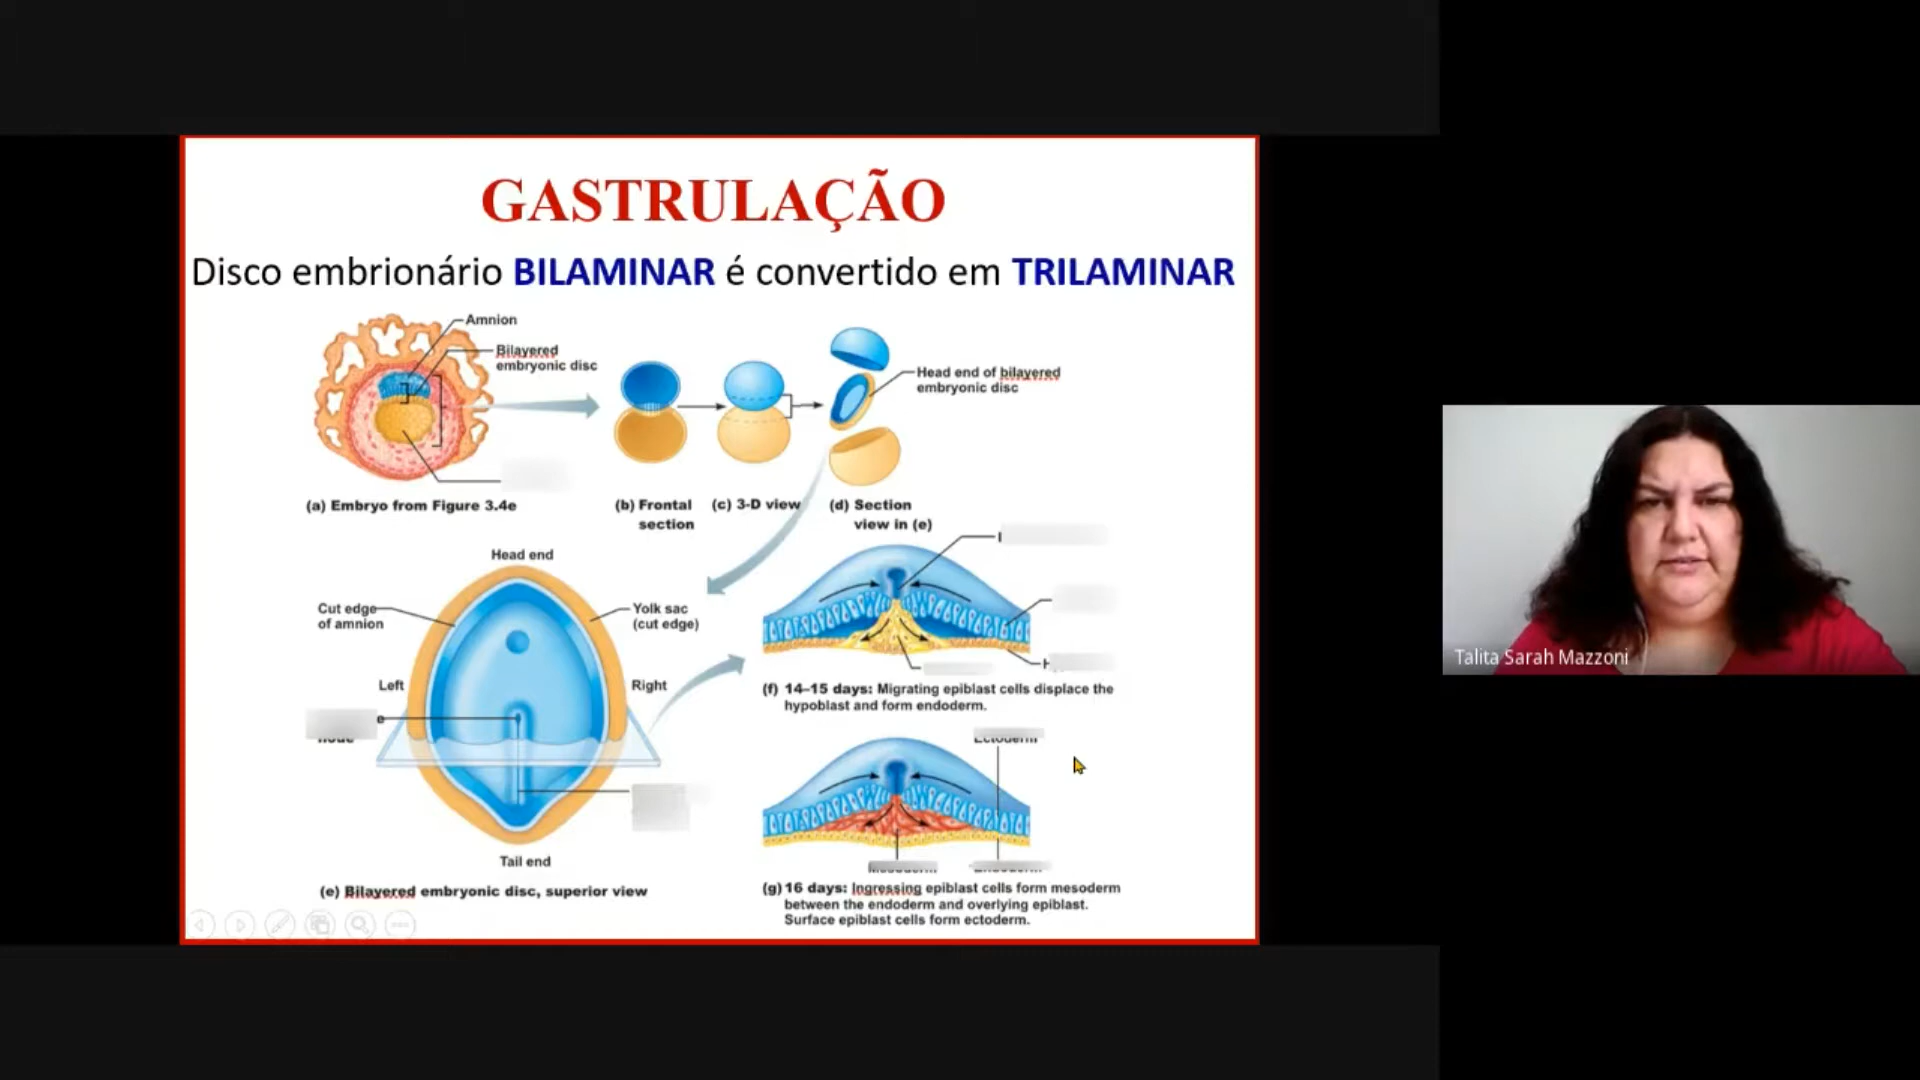 GASTRULAÇÃO
Disco embrionário BILAMINAR é convertido em TRILAMINAR
Amnion
Bilayered
embryonic disc
Head end of bilayered
embryonic disc
(a) Embryo from Figure 3.4e
(b) Frontal
section
(c) 3-D view
(d) Section
view in (e)
Head end
Cut edge
of amnion
Yolk sac
(cut edge)
Left
Right
Tail end
(e) Bilayered embryonic disc, superior view
(f) 14–15 days: Migrating epiblast cells displace the
hypoblast and form endoderm.
(g) 16 days: Ingressing epiblast cells form mesoderm
between the endoderm and overlying epiblast.
Surface epiblast cells form ectoderm.
Talita Sarah Mazzoni